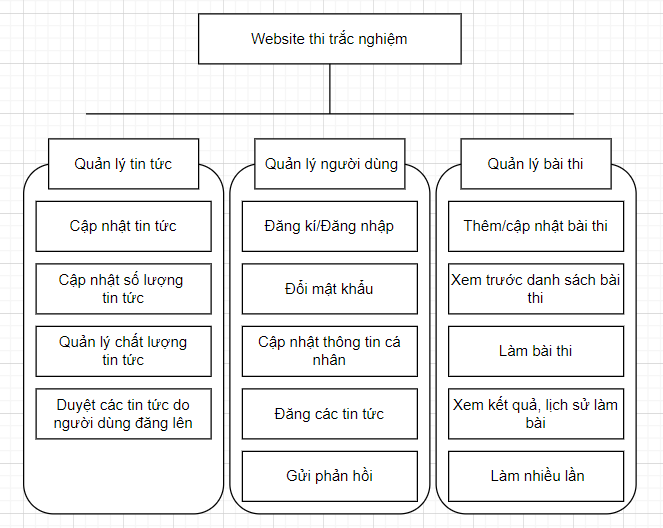 Website thi trắc nghiệm
Quản lý tin tức
Cập nhật tin tức
Cập nhật số lượng
tin tức
Quản lý chất lượng
tin tức
Duyệt các tin tức do
người dùng đăng lên
Quản lý người dùng
Đăng kí/Đăng nhập
Đổi mật khẩu
Cập nhật thông tin cá
nhân
Đăng các tin tức
Gửi phản hồi
Quản lý bài thi
Thêm/cập nhật bài thi
Xem trước danh sách bài
thi
Làm bài thi
Xem kết quả, lịch sử làm
bài
Làm nhiều lần